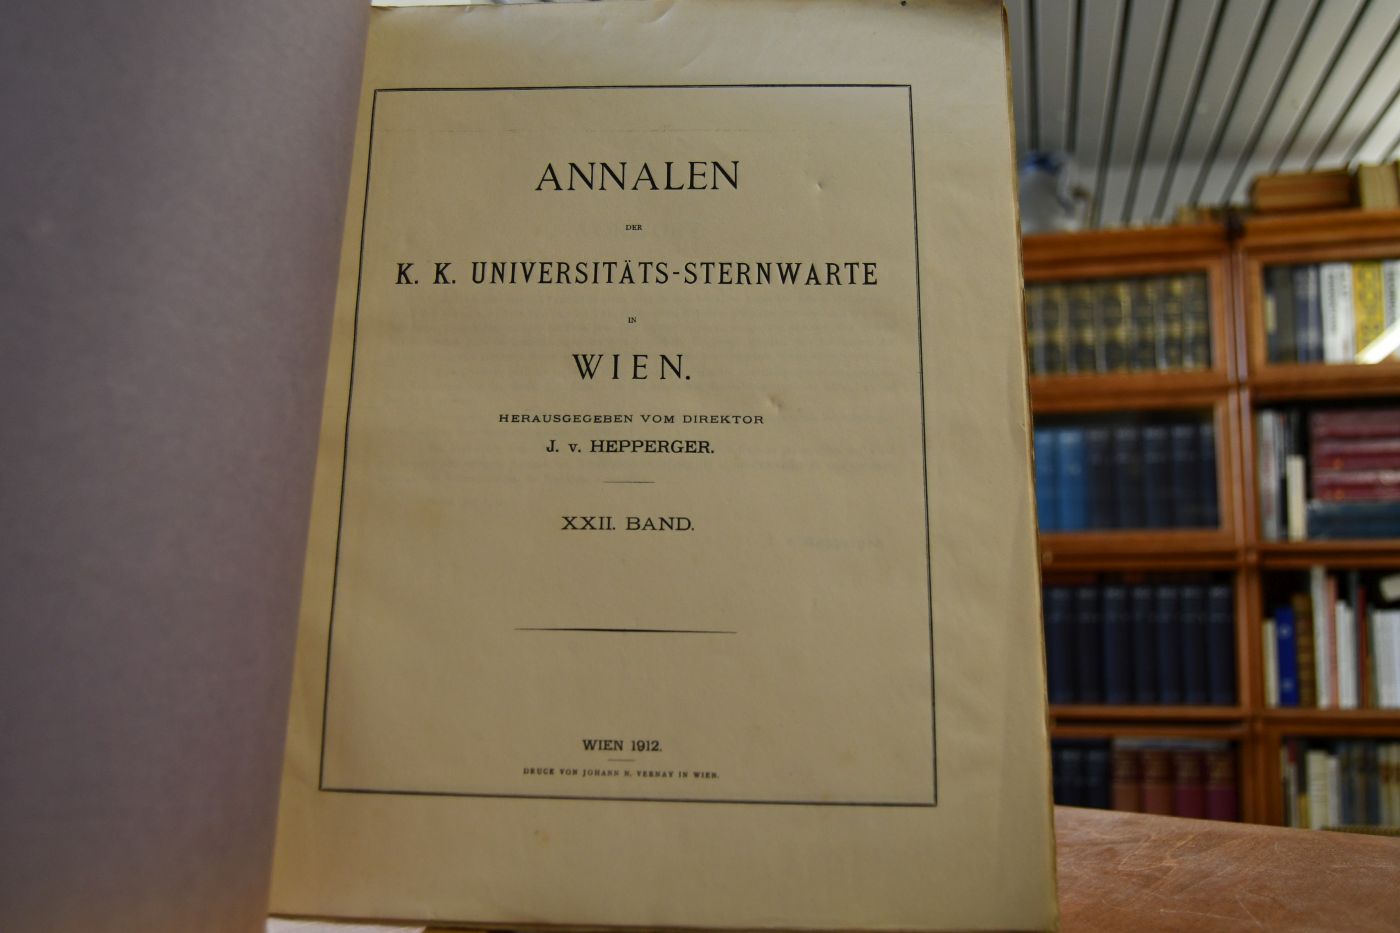 ANNALEN
DER
K. K. UNIVERSITÄTS-STERNWARTE
IN
WIEN.
HERAUSGEGEBEN VOM DIREKTOR
J. v. HEPPERGER.
XXII. BAND.
WIEN 1912.
DRUCK VON JOHANN N. VERNAY IN WIEN.